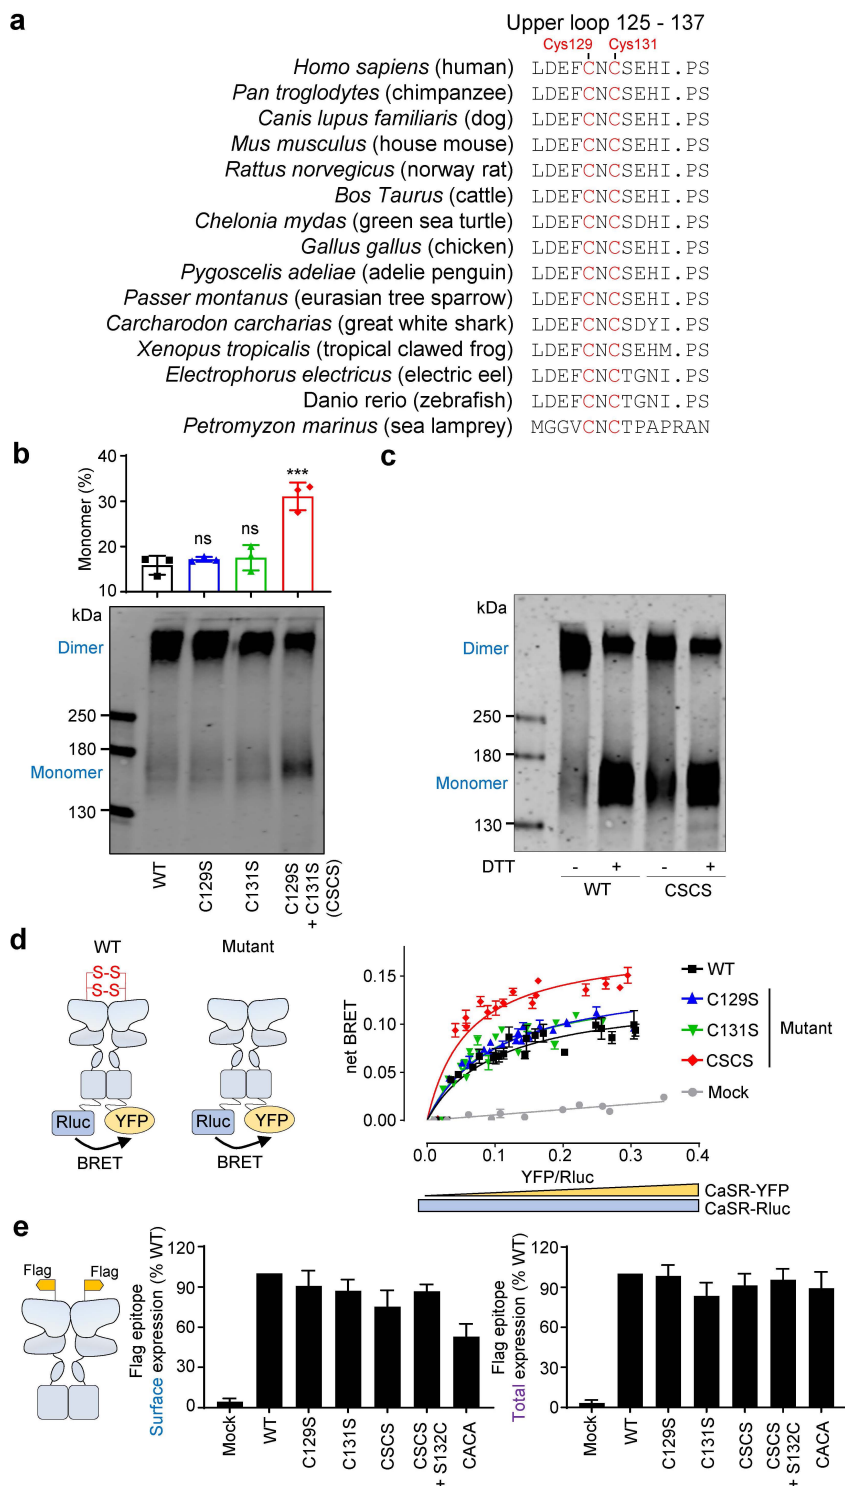 a
Upper loop 125 - 137
Cys129 Cys131
Homo sapiens (human) LDEFCNCSEHI.PS
Pan troglodytes (chimpanzee) LDEFCNCSEHI.PS
Canis lupus familiaris (dog) LDEFCNCSEHI.PS
Mus musculus (house mouse) LDEFCNCSEHI.PS
Rattus norvegicus (norway rat) LDEFCNCSEHI.PS
Bos Taurus (cattle) LDEFCNCSEHI.PS
Chelonia mydas (green sea turtle) LDEFCNCSDHI.PS
Gallus gallus (chicken) LDEFCNCSEHI.PS
Pygoscelis adeliae (adelie penguin) LDEFCNCSEHI.PS
Passer montanus (eurasian tree sparrow) LDEFCNCSEHI.PS
Carcharodon carcharias (great white shark) LDEFCNCSDYI.PS
Xenopus tropicalis (tropical clawed frog) LDEFCNCSEHM.PS
Electrophorus electricus (electric eel) LDEFCNCTGNI.PS
Danio rerio (zebrafish) LDEFCNCTGNI.PS
Petromyzon marinus (sea lamprey) MGGVCNCTPAPRAN
b
Monomer (%)
40
30
20
10
ns
ns
***
kDa
Dimer
250
180
Monomer
130
WT
C129S
C131S
C129S
+ C131S
(CSCS)
c
kDa
Dimer
250
180
Monomer
130
DTT - + - +
WT CSCS
d
WT Mutant
S-S
S-S
Rluc YFP
BRET
Rluc YFP
BRET
net BRET
0.15
0.10
0.05
0.00
0.0 0.1 0.2 0.3 0.4
YFP/Rluc
CaSR-YFP
CaSR-Rluc
WT
C129S
C131S
CSCS
Mutant
Mock
e
Flag Flag
Flag epitope
Surface expression (% WT)
120
90
60
30
0
Mock
WT
C129S
C131S
CSCS
CSCS
+ S132C
CACA
Flag epitope
Total expression (% WT)
120
90
60
30
0
Mock
WT
C129S
C131S
CSCS
CSCS
+ S132C
CACA